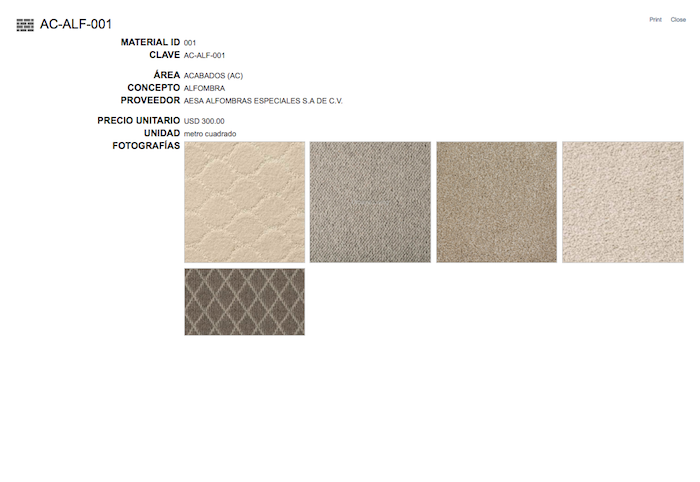 AC-ALF-001
Print Close
MATERIAL ID 001
CLAVE AC-ALF-001
ÁREA ACABADOS (AC)
CONCEPTO ALFOMBRA
PROVEEDOR AESA ALFOMBRAS ESPECIALES S.A DE C.V.
PRECIO UNITARIO USD 300.00
UNIDAD metro cuadrado
FOTOGRAFÍAS